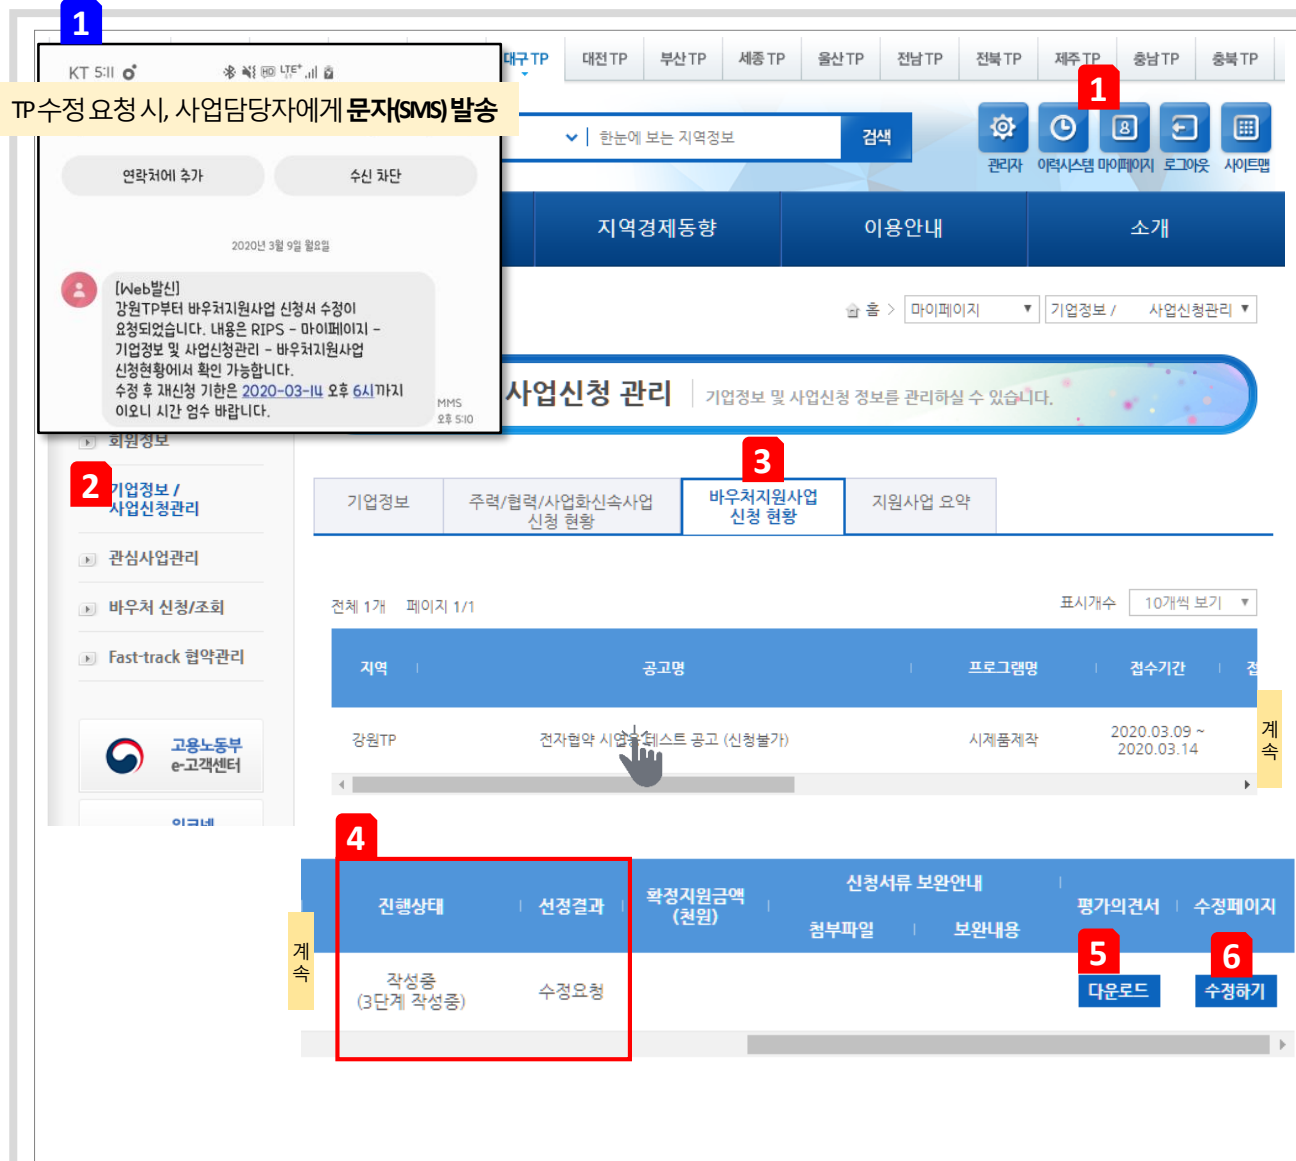 1
KT 5:11
HD LTE+
TP 수정 요청 시, 사업담당자에게 문자(SMS) 발송
연락처에 추가
수신 차단
2020년 3월 9일 월요일
[Web발신]
강원TP부터 바우처지원사업 신청서 수정이
요청되었습니다. 내용은 RIPS - 마이페이지 -
기업정보 및 사업신청관리 - 바우처지원사업
신청현황에서 확인 가능합니다.
수정 후 재신청 기한은 2020-03-14 오후 6시까지
이오니 시간 엄수 바랍니다.
MMS
오후 5:10
대구TP 대전TP 부산TP 세종TP 울산TP 전남TP 전북TP 제주TP 충남TP 충북TP
1
한눈에 보는 지역정보
검색
관리자 이력시스템 마이페이지 로그아웃 사이트맵
지역경제동향 이용안내 소개
홈 > 마이페이지 기업정보 / 사업신청관리
사업신청 관리
기업정보 및 사업신청 정보를 관리하실 수 있습니다.
회원정보
2
기업정보 /
사업신청관리
관심사업관리
바우처 신청/조회
Fast-track 협약관리
고용노동부
e-고객센터
3
기업정보
주력/협력/사업화신속사업
신청 현황
바우처지원사업
신청 현황
지원사업 요약
전체 1개 페이지 1/1
표시개수 10개씩 보기
지역 공고명 프로그램명 접수기간 접
강원TP 전자협약 시연용 테스트 공고 (신청불가) 시제품제작 2020.03.09 ~
2020.03.14
계
속
4
계
속
진행상태 선정결과
확정지원금액
(천원)
신청서류 보완안내
첨부파일 보완내용
평가의견서 수정페이지
작성중
(3단계 작성중)
수정요청
5
다운로드
6
수정하기